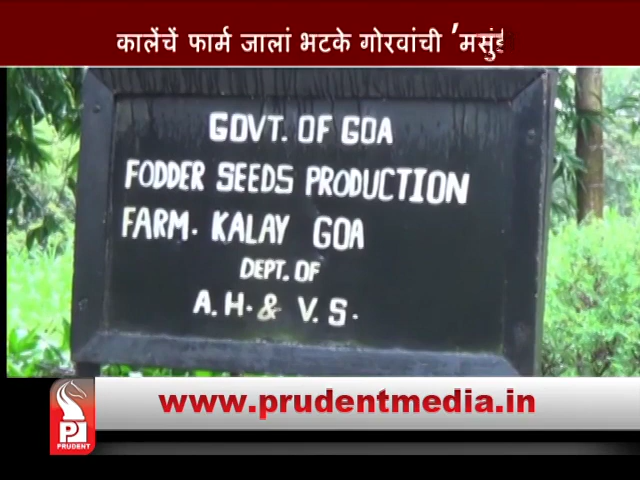 कालेंचें फार्म जालां भटके गोरवांची
GOVT. OF GOA
FODDER SEEDS PRODUCTION
FARM. KALAY GOA
DEPT. OF
A. H. & V. S.
www.prudentmedia.in
P
PRUDENT